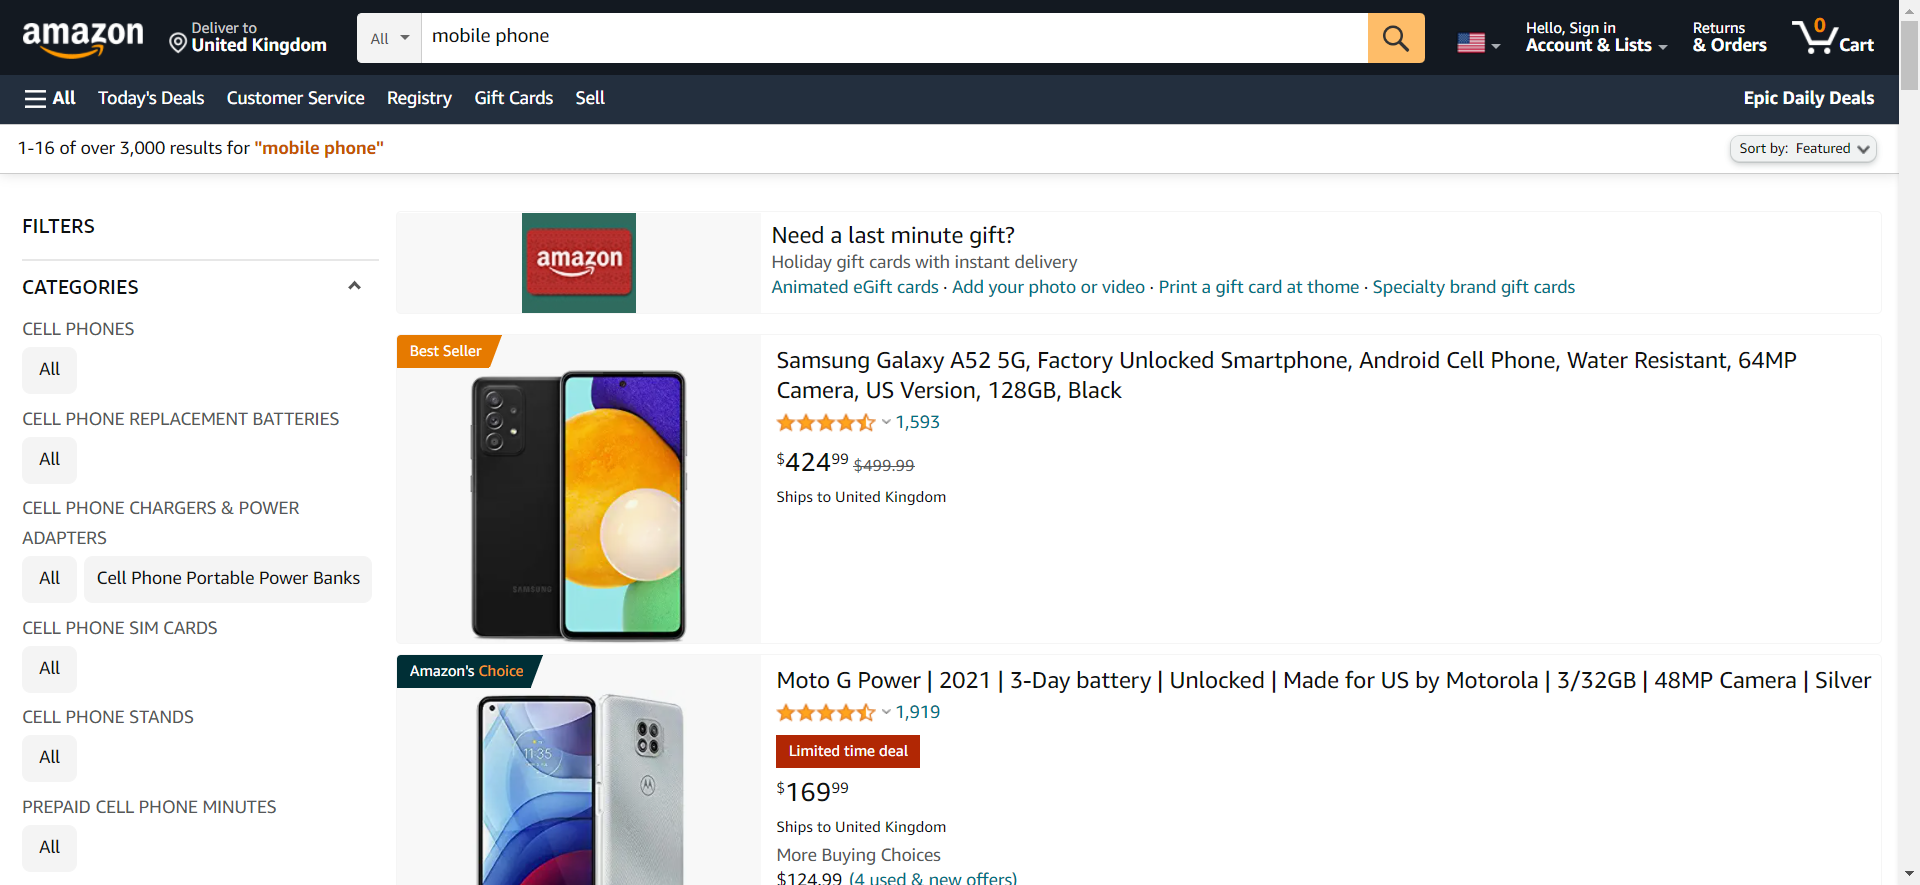 amazon
Deliver to
United Kingdom
All
mobile phone
Hello, Sign in
Account & Lists
Returns
& Orders
0
Cart
All
Today's Deals
Customer Service
Registry
Gift Cards
Sell
Epic Daily Deals
1-16 of over 3,000 results for "mobile phone"
Sort by: Featured
FILTERS
CATEGORIES
CELL PHONES
All
CELL PHONE REPLACEMENT BATTERIES
All
CELL PHONE CHARGERS & POWER
ADAPTERS
All
Cell Phone Portable Power Banks
CELL PHONE SIM CARDS
All
CELL PHONE STANDS
All
PREPAID CELL PHONE MINUTES
All
amazon
Need a last minute gift?
Holiday gift cards with instant delivery
Animated eGift cards · Add your photo or video · Print a gift card at thome · Specialty brand gift cards
Best Seller
SAMSUNG
Samsung Galaxy A52 5G, Factory Unlocked Smartphone, Android Cell Phone, Water Resistant, 64MP
Camera, US Version, 128GB, Black
1,593
$42499 $499.99
Ships to United Kingdom
Amazon's Choice
11:35
Moto G Power | 2021 | 3-Day battery | Unlocked | Made for US by Motorola | 3/32GB | 48MP Camera | Silver
1,919
Limited time deal
$16999
Ships to United Kingdom
More Buying Choices
$124.99 (4 used & new offers)